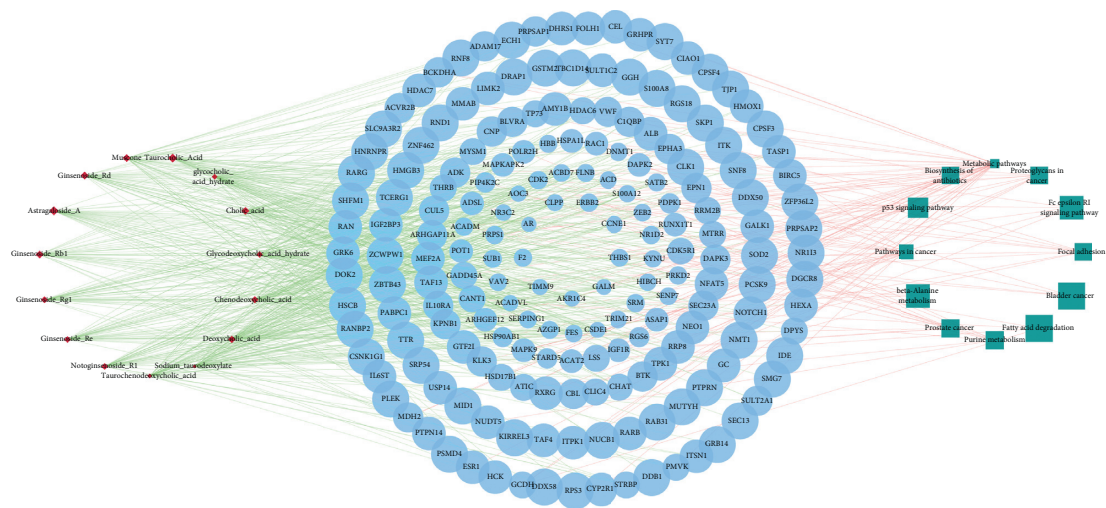 Muscone
Taurocholic_Acid
Ginsenoside_Rd
glycocholic_
acid_hydrate
Astragaloside_A
Cholic_acid
Ginsenoside_Rb1
Glycodeoxycholic_acid_hydrate
Ginsenoside_Rg1
Chenodeoxycholic_acid
Ginsenoside_Re
Deoxycholic_acid
Notoginsenoside_R1
Sodium_taurodeoxylate
Taurochenodeoxycholic_acid
CEL
FOLH1
DHRS1
PRPSAP1
ECH1
ADAM17
RNF8
BCKDHA
HDAC7
ACVR2B
SLC9A3R2
HNRNPR
RARG
SHFM1
RAN
GRK6
DOK2
HSCB
RANBP2
CSNK1G1
IL6ST
PLEK
MDH2
PTPN14
PSMD4
ESR1
HCK
GCDH
DDX58
RPS3
CYP2R1
STRBP
DDB1
PMVK
ITSN1
GRB14
SEC13
SULT2A1
SMG7
IDE
DPYS
HEXA
DGCR8
NR1I3
PRPSAP2
ZFP36L2
BIRC5
TASP1
CPSF3
HMOX1
TJP1
CPSF4
CIAO1
SYT7
GRHPR
GSTM2
TBC1D14
SULT1C2
GGH
S100A8
RGS18
SKP1
ITK
SNF8
DDX50
GALK1
SOD2
PCSK9
NOTCH1
NMT1
GC
PTPRN
MUTYH
RAB31
RARB
NUCB1
ITPK1
TAF4
KIRREL3
NUDT5
MID1
USP14
SRP54
TTR
PABPC1
ZBTB43
ZCWPW1
IGF2BP3
TCERG1
HMGB3
ZNF462
RND1
MMAB
LIMK2
DRAP1
AMY1B
HDAC6
VWF
C1QBP
ALB
EPHA3
CLK1
EPN1
RRM2B
MTRR
DAPK3
NFAT5
SEC23A
NEO1
RRP8
TPK1
BTK
CHAT
CLIC4
CBL
RXRG
ATIC
HSD17B1
KLK3
GTF2I
KPNB1
IL10RA
TAF13
MEF2A
ARHGAP11A
CUL5
THRB
ADK
MYSM1
CNP
BLVRA
TP73
HBB
HSPA1L
RAC1
DNMT1
DAPK2
SATB2
PDPK1
RUNX1T1
CDK5R1
PRKD2
SENP7
ASAP1
RGS6
IGF1R
LSS
ACAT2
STARD5
MAPK9
HSP90AB1
ARHGEF12
CANT1
GADD45A
POT1
ACADM
ADSL
PIP4K2C
MAPKAPK2
POLR2H
ACBD7
FLNB
ACD
S100A12
ZEB2
NR1D2
KYNU
HIBCH
SRM
TRIM21
CSDE1
FES
AZGP1
SERPING1
ACADVL
VAV2
SUB1
PRPS1
NR3C2
AOC3
CDK2
CLPP
ERBB2
CCNE1
THBS1
GALM
AKR1C4
TIMM9
F2
AR
Metabolic pathways
Biosynthesis of
antibiotics
Proteoglycans in
cancer
p53 signaling pathway
Fc epsilon RI
signaling pathway
Pathways in cancer
Focal adhesion
beta-Alanine
metabolism
Bladder cancer
Prostate cancer
Fatty acid degradation
Purine metabolism